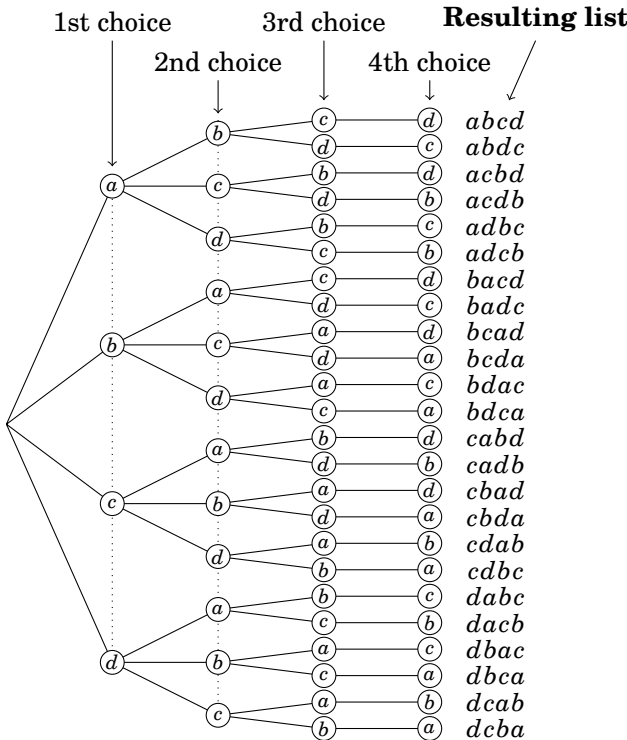 1st choice 3rd choice Resulting list
2nd choice 4th choice
c d abcd
b
d c abdc
b d acbd
a c
d b acdb
b c adbc
d
c b adcb
c d bacd
a
d c badc
a d bcad
b c
d a bcda
a c bdac
d
c a bdca
b d cabd
a
d b cadb
a d cbad
c b
d a cbda
a b cdab
d
b a cdbc
b c dabc
a
c b dacb
a c dbac
d b
c a dbca
a b dcab
c
b a dcba